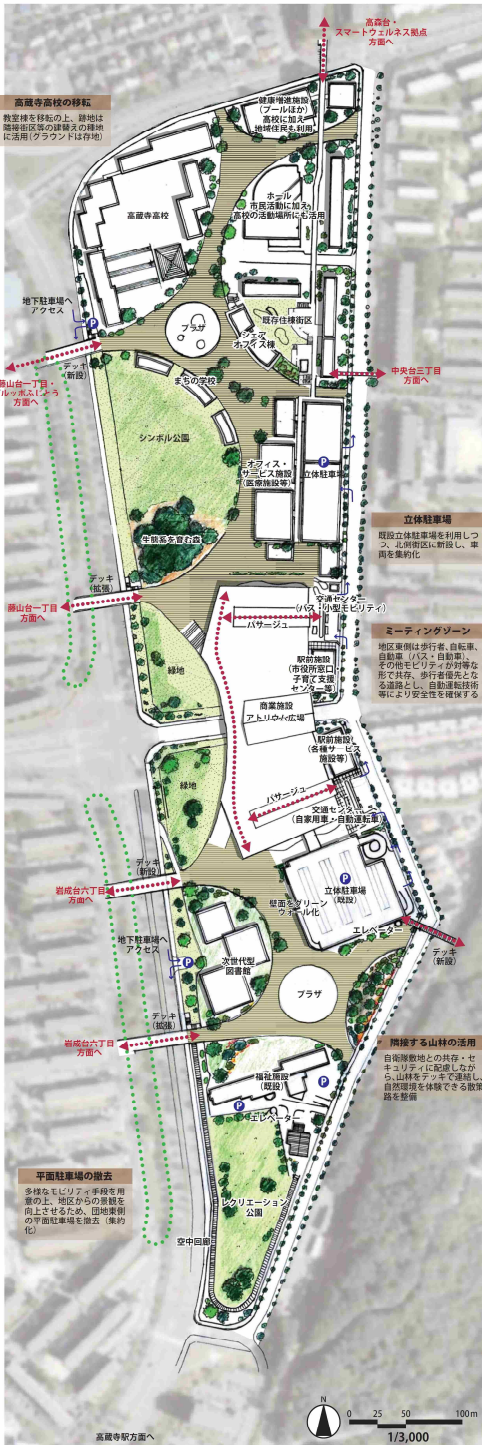 高森台・
スマートウェルネス拠点
方面へ
高蔵寺高校の移転
教室棟を移転の上、跡地は
隣接街区等の建替えの種地
に活用(グラウンドは存地)
健康増進施設
(プールほか)
高校に加え
地域住民も利用
高蔵寺高校
ホール
市民活動に加え
高校の活動場所にも活用
地下駐車場へ
アクセス
P
プラザ
既存住棟街区
シェア
オフィス棟
デッキ
(新設)
藤山台一丁目・
方面へ
まちの学校
中央台三丁目
方面へ
シンボル公園
オフィス・
サービス施設
(医療施設等)
P
立体駐車場
生態系を育む森
立体駐車場
既設立体駐車場を利用しつ
つ、北側街区に新設し、車
両を集約化
デッキ
(拡張)
藤山台一丁目
方面へ
交通センター
(バス・小型モビリティ)
パサージュ
ミーティングゾーン
地区東側は歩行者、自転車、
自動車(バス・自動車)、
その他モビリティが対等な
形で共存、歩行者優先とな
る道路とし、自動運転技術
等により安全性を確保する
緑地
駅前施設
(市役所窓口
子育て支援
センター等)
商業施設
アトリウム広場
駅前施設
(各種サービス
施設等)
緑地
パサージュ
交通センター
(自家用車・自動運転車)
デッキ
(新設)
岩成台六丁目
方面へ
P
立体駐車場
(既設)
壁面をグリーン
ウォール化
エレベーター
デッキ
(新設)
地下駐車場へ
アクセス
P
次世代型
図書館
プラザ
デッキ
(拡張)
岩成台六丁目
方面へ
隣接する山林の活用
自衛隊敷地との共存・セ
キュリティに配慮しなが
ら、山林をデッキで連結し、
自然環境を体験できる散策
路を整備
福祉施設
(既設)
P
P
エレベーター
平面駐車場の撤去
多様なモビリティ手段を用
意の上、地区からの景観を
向上させるため、団地東側
の平面駐車場を撤去(集約
化)
レクリエーション
公園
空中回廊
高蔵寺駅方面へ
N
0 25 50 100m
1/3,000